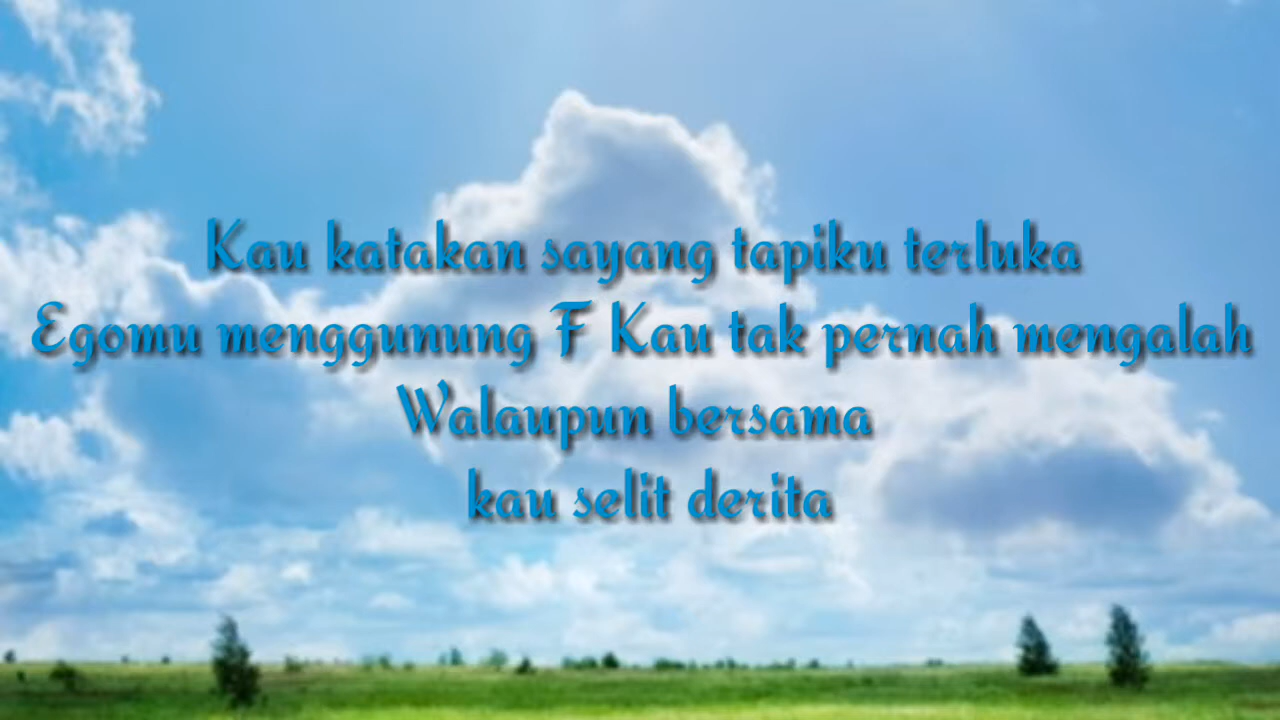 Kau katakan sayang tapiku terluka
Egomu menggunung F Kau tak pernah mengalah
Walaupun bersama
kau selit derita